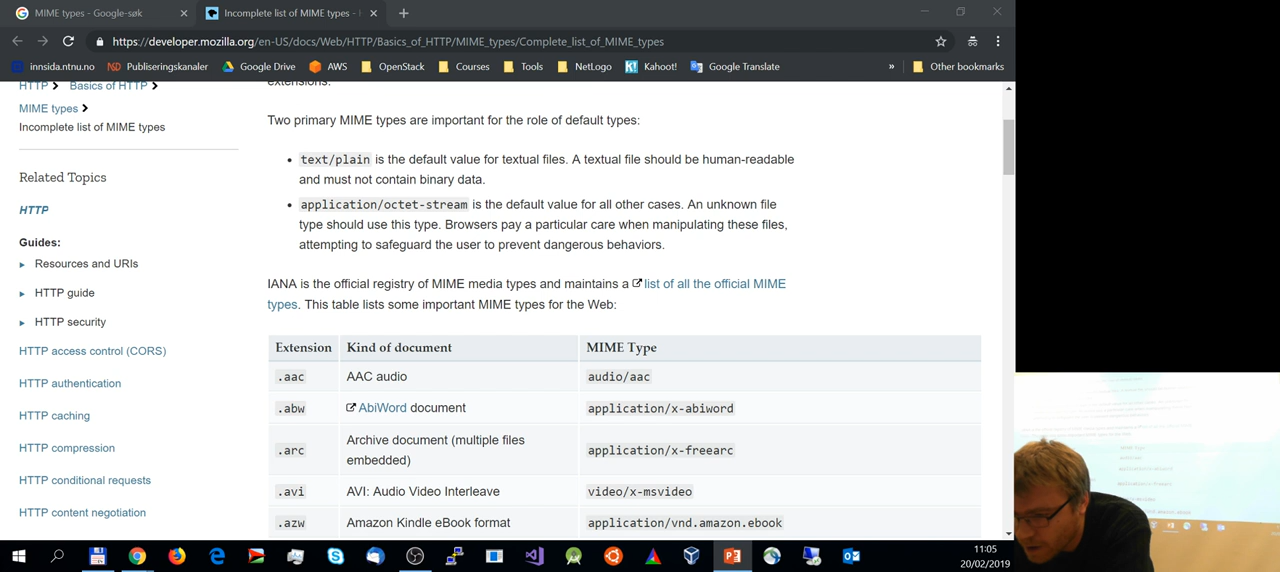 MIME types - Google-søk
Incomplete list of MIME types -
https://developer.mozilla.org/en-US/docs/Web/HTTP/Basics_of_HTTP/MIME_types/Complete_list_of_MIME_types
innsida.ntnu.no Publiseringskanaler Google Drive AWS OpenStack Courses Tools NetLogo Kahoot! Google Translate » Other bookmarks
HTTP Basics of HTTP
MIME types
Incomplete list of MIME types
Related Topics
HTTP
Guides:
Resources and URIs
HTTP guide
HTTP security
HTTP access control (CORS)
HTTP authentication
HTTP caching
HTTP compression
HTTP conditional requests
HTTP content negotiation
extensions.
Two primary MIME types are important for the role of default types:
• text/plain is the default value for textual files. A textual file should be human-readable
and must not contain binary data.
• application/octet-stream is the default value for all other cases. An unknown file
type should use this type. Browsers pay a particular care when manipulating these files,
attempting to safeguard the user to prevent dangerous behaviors.
IANA is the official registry of MIME media types and maintains a list of all the official MIME
types. This table lists some important MIME types for the Web:
Extension Kind of document MIME Type
.aac AAC audio audio/aac
.abw AbiWord document application/x-abiword
.arc Archive document (multiple files
embedded) application/x-freearc
.avi AVI: Audio Video Interleave video/x-msvideo
.azw Amazon Kindle eBook format application/vnd.amazon.ebook
11:05
20/02/2019